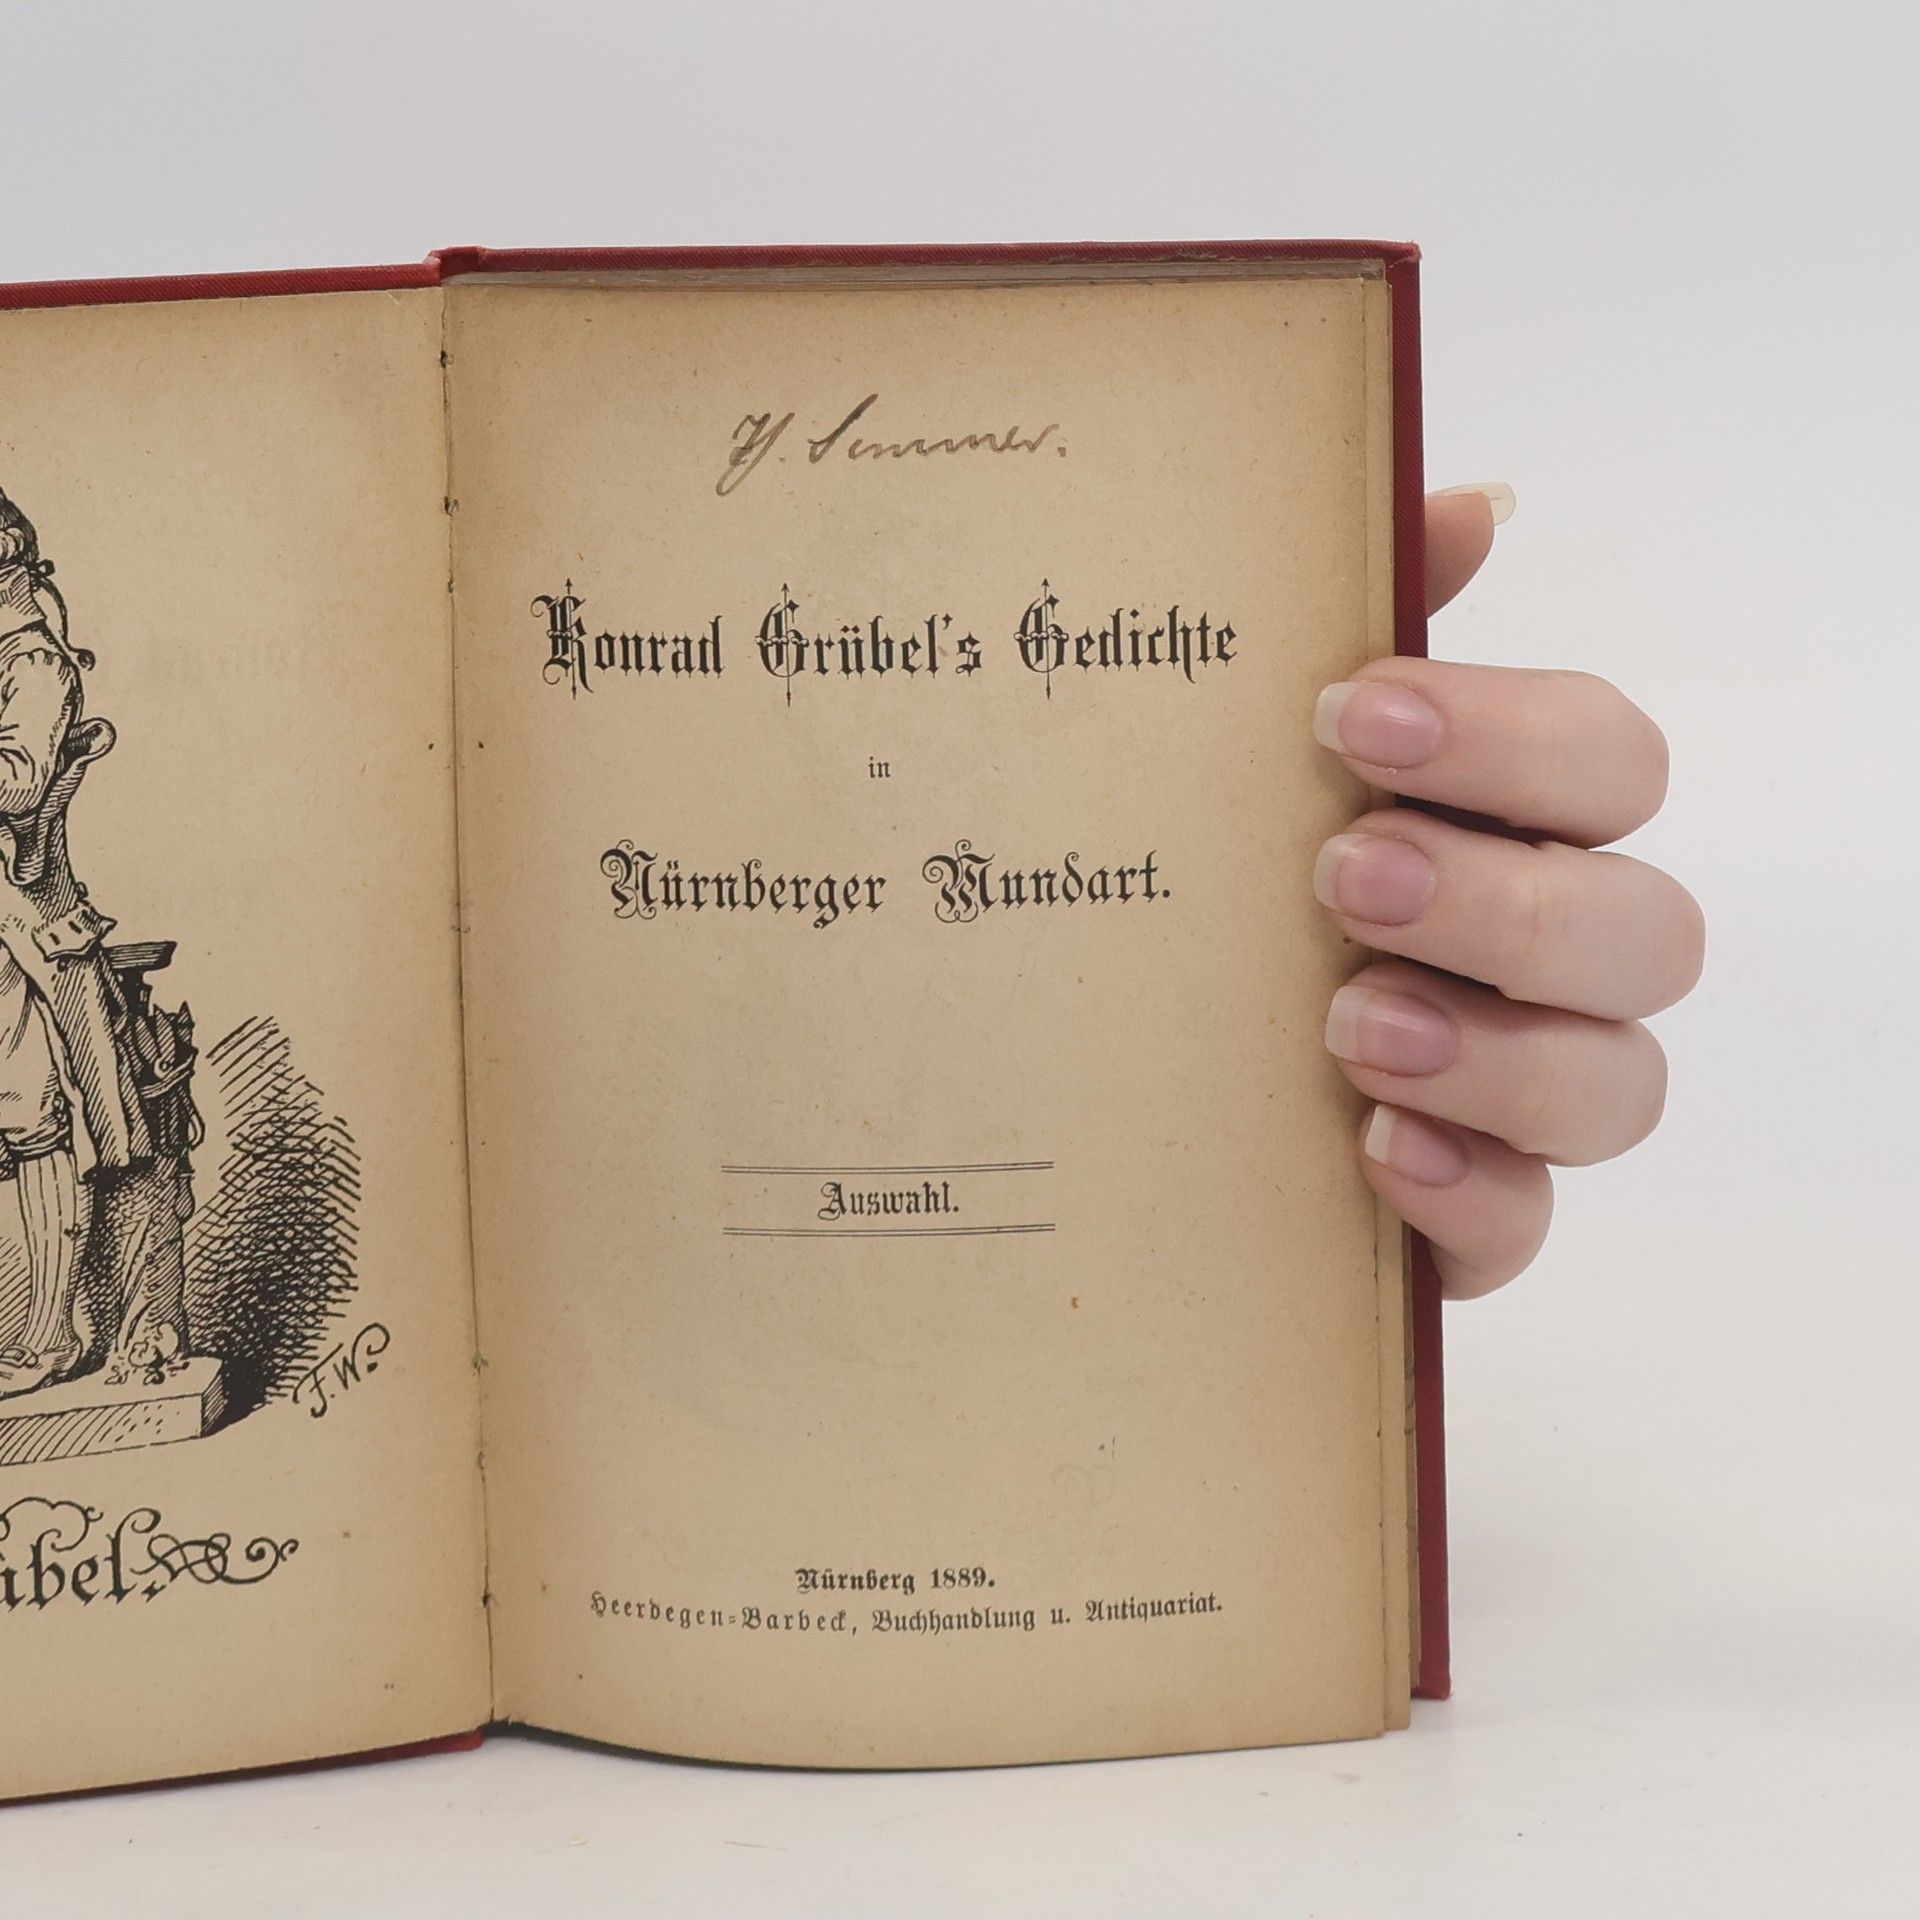 F. W.
übel.
Sommer.
Konrad Grübel's Gedichte
in
Nürnberger Mundart.
Auswahl.
Nürnberg 1889.
Heerdegen-Barbeck, Buchhandlung u. Antiquariat.